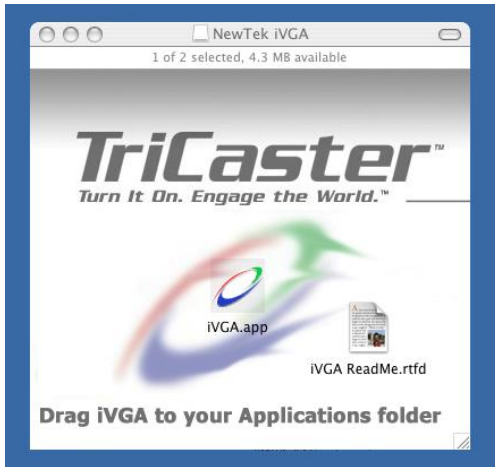 NewTek iVGA
1 of 2 selected, 4.3 MB available
TriCaster™
Turn It On. Engage the World.™
iVGA.app
iVGA ReadMe.rtfd
Drag iVGA to your Applications folder